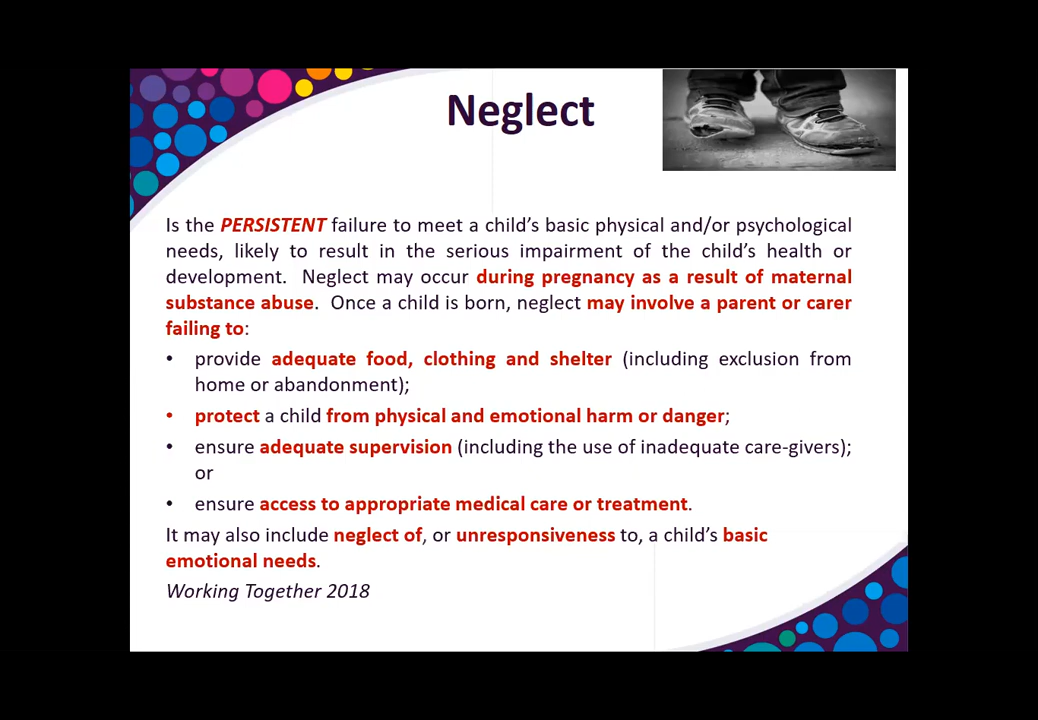 Neglect
Is the PERSISTENT failure to meet a child's basic physical and/or psychological
needs, likely to result in the serious impairment of the child's health or
development. Neglect may occur during pregnancy as a result of maternal
substance abuse. Once a child is born, neglect may involve a parent or carer
failing to:
• provide adequate food, clothing and shelter (including exclusion from
home or abandonment);
• protect a child from physical and emotional harm or danger;
• ensure adequate supervision (including the use of inadequate care-givers);
or
• ensure access to appropriate medical care or treatment.
It may also include neglect of, or unresponsiveness to, a child's basic
emotional needs.
Working Together 2018